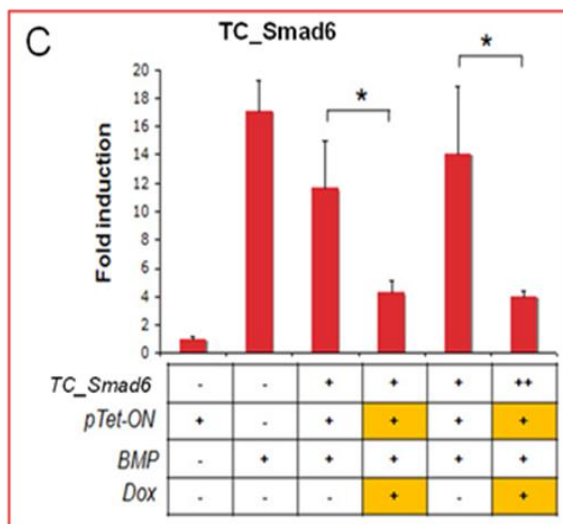 C
TC_Smad6
*
*
Fold induction
20
18
16
14
12
10
8
6
4
2
0
TC_Smad6 - - + + + ++
pTet-ON + - + + + +
BMP - + + + + +
Dox - - - + - +